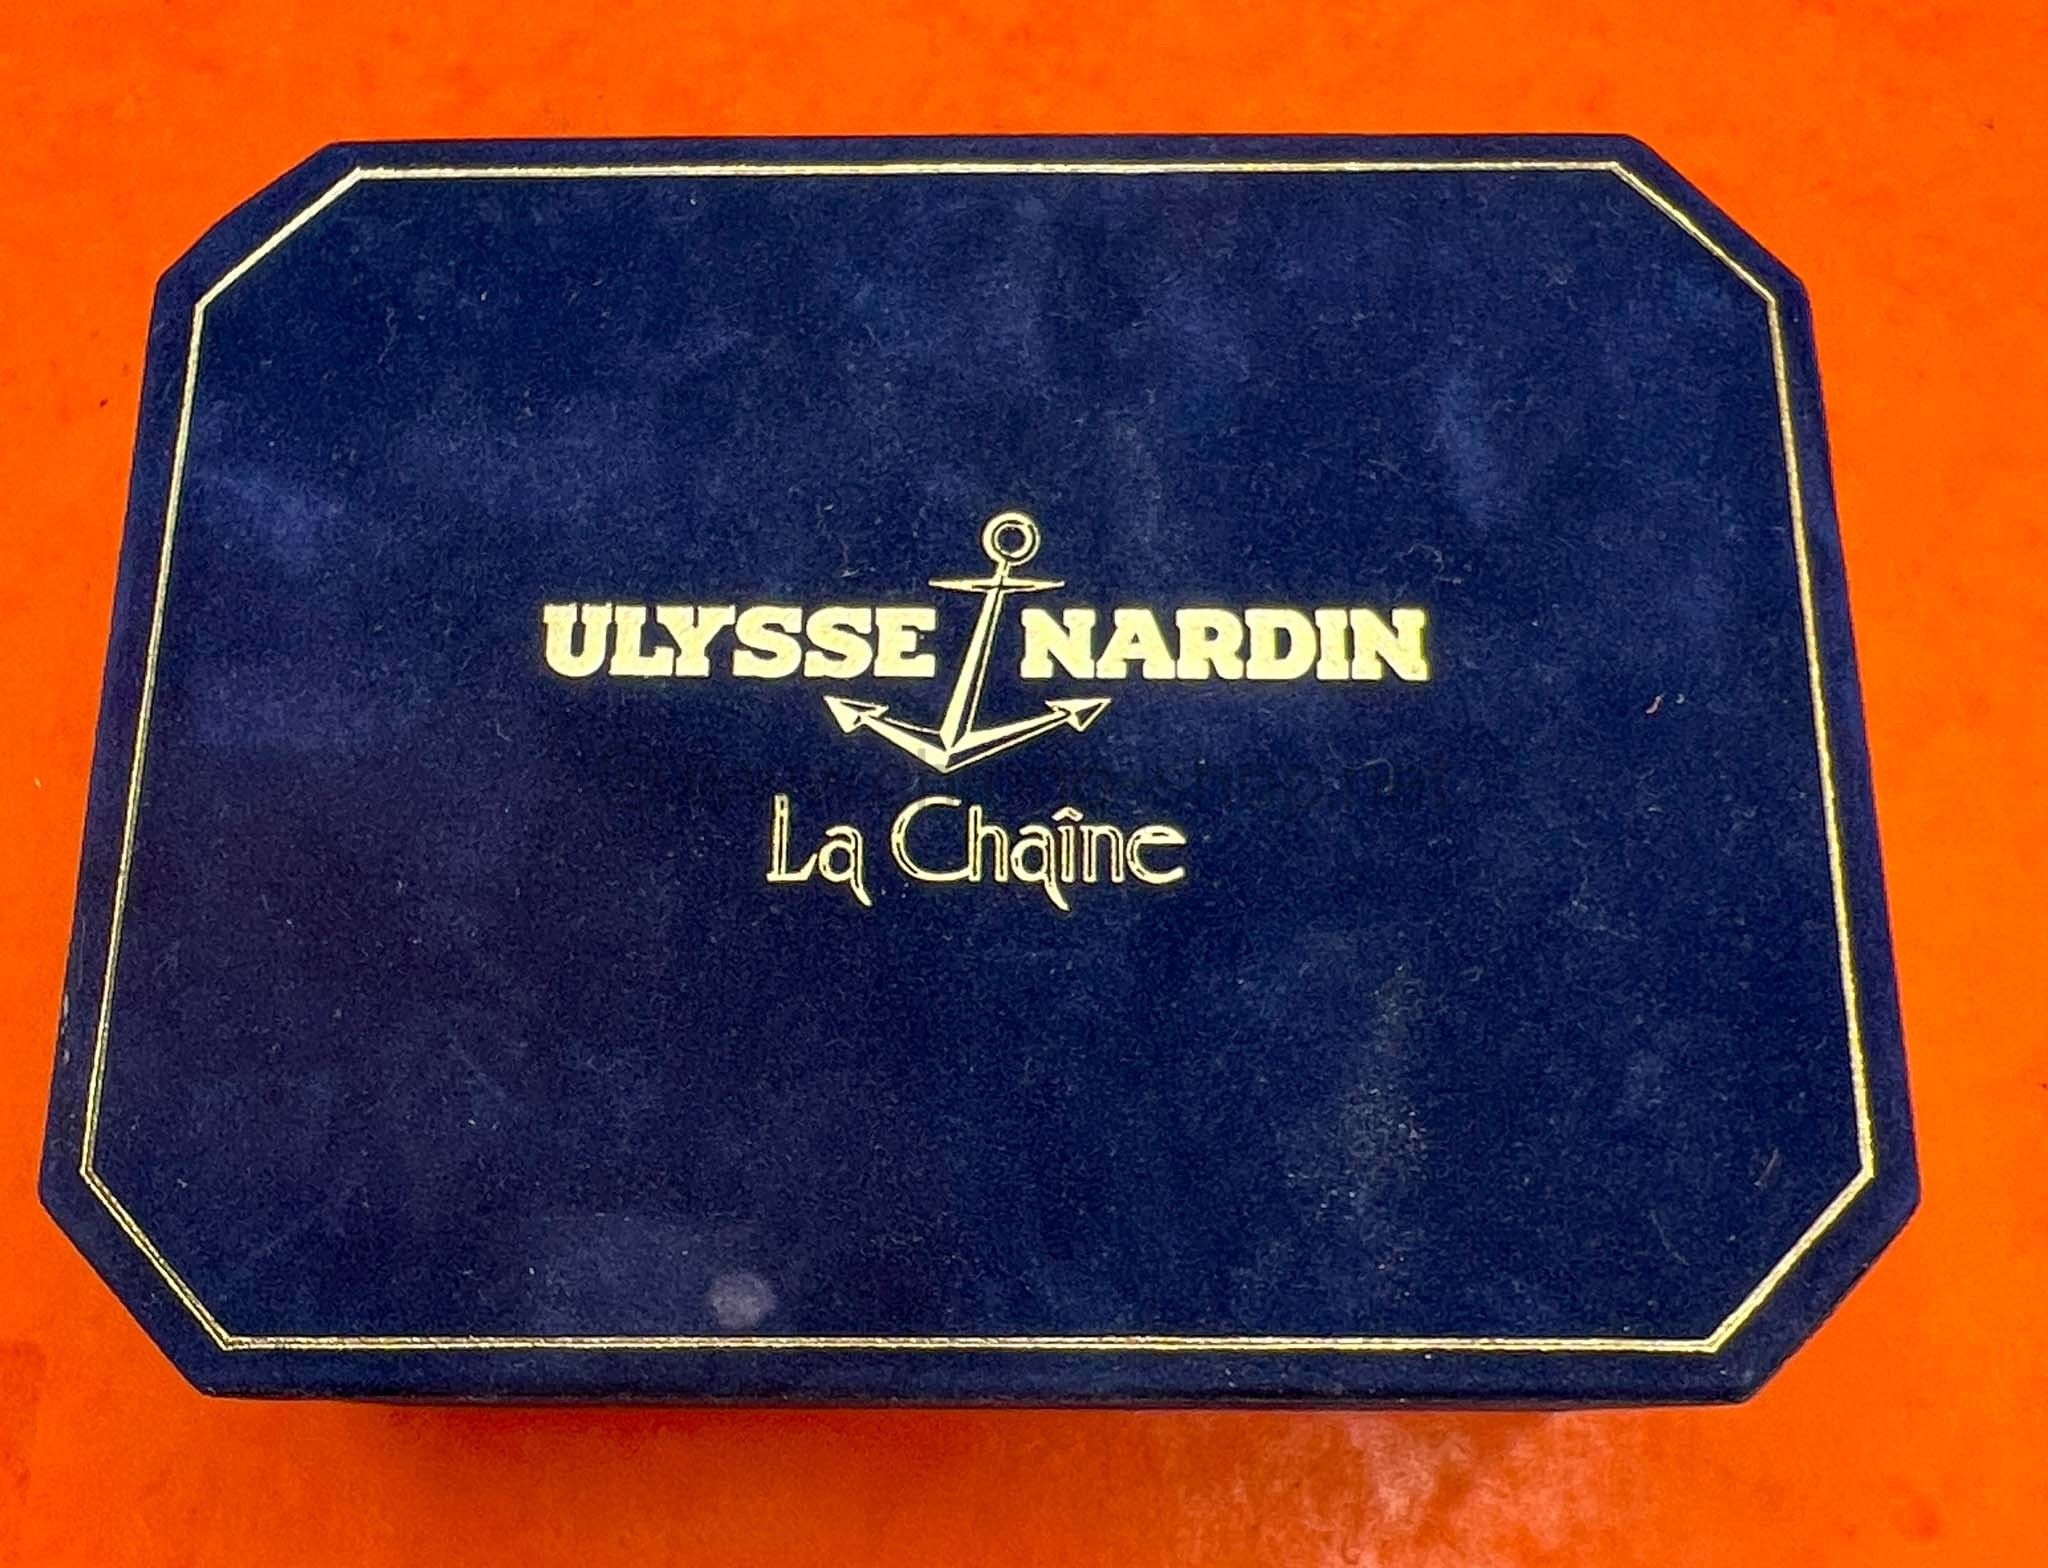 ULYSSE NARDIN
La Chaîne